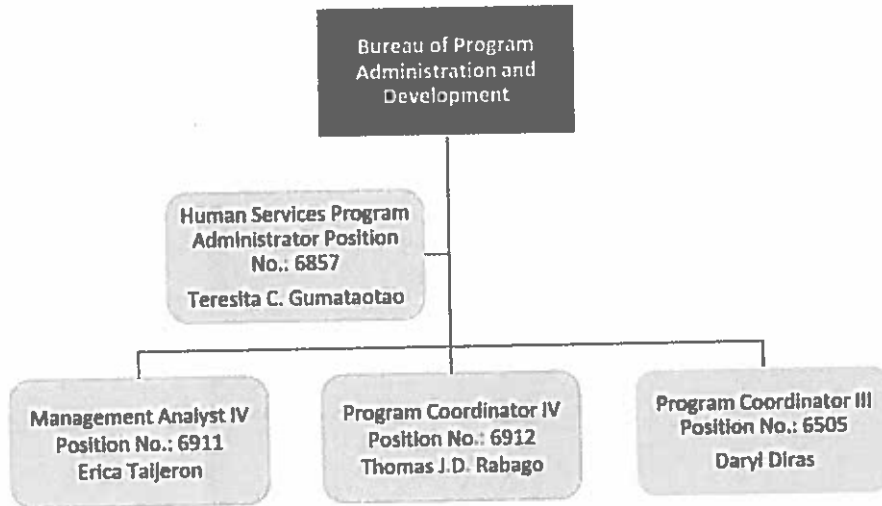 Bureau of Program
Administration and
Development
Human Services Program
Administrator Position
No.: 6857
Teresita C. Gumataotao
Management Analyst IV
Position No.: 6911
Erica Taijeron
Program Coordinator IV
Position No.: 6912
Thomas J.D. Rabago
Program Coordinator III
Position No.: 6505
Daryl Diras